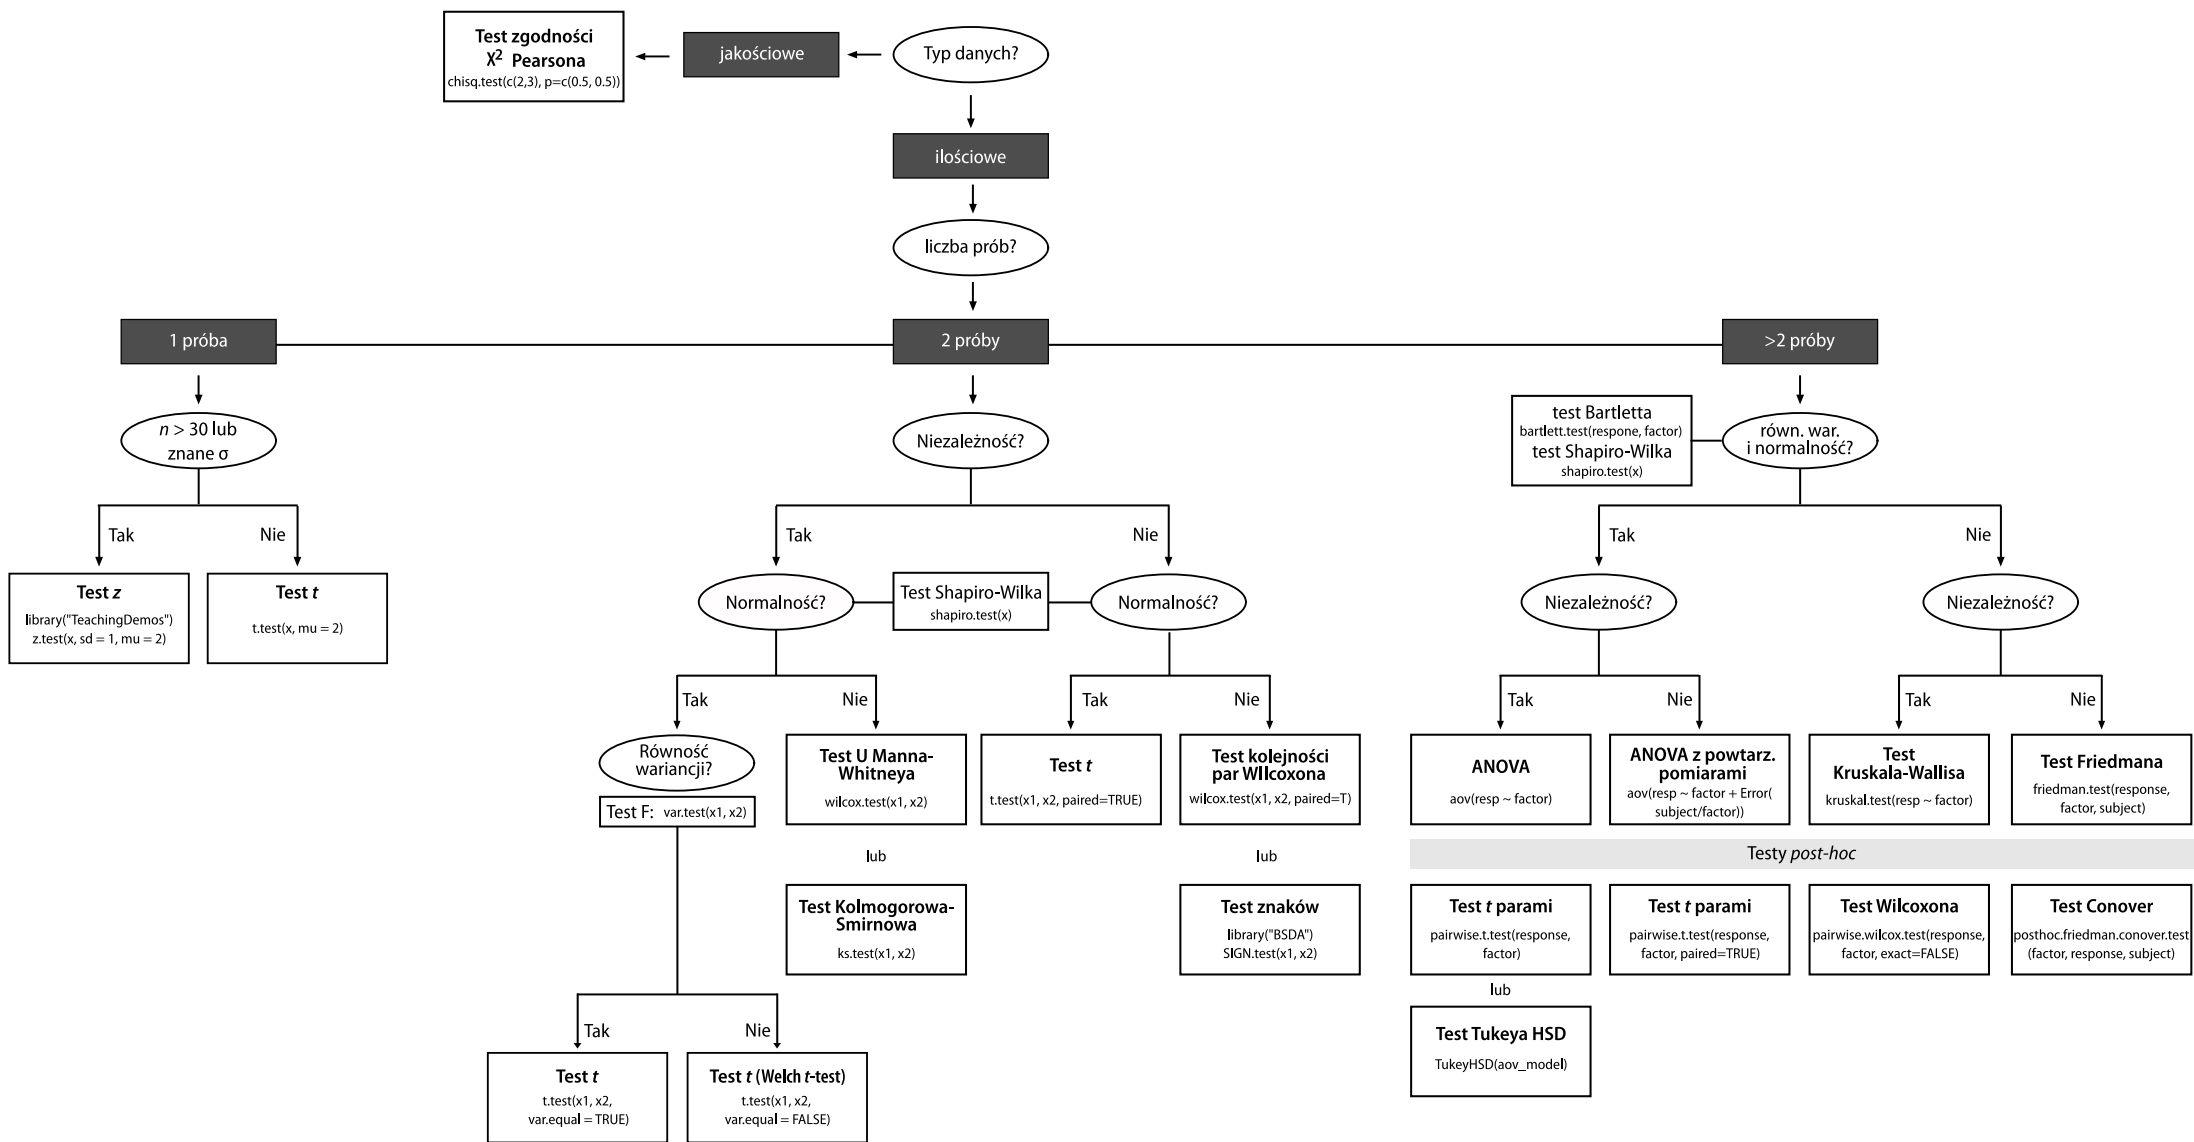 Test zgodności
χ² Pearsona
chisq.test(c(2,3), p=c(0.5, 0.5))
jakościowe
Typ danych?
ilościowe
liczba prób?
1 próba
2 próby
>2 próby
n > 30 lub
znane σ
Tak
Nie
Test z
library("TeachingDemos")
z.test(x, sd = 1, mu = 2)
Test t
t.test(x, mu = 2)
Niezależność?
Tak
Nie
Normalność?
Test Shapiro-Wilka
shapiro.test(x)
Normalność?
Tak
Nie
Tak
Nie
Równość
wariancji?
Test F: var.test(x1, x2)
Test U Manna-
Whitneya
wilcox.test(x1, x2)
lub
Test Kolmogorowa-
Smirnowa
ks.test(x1, x2)
Test t
t.test(x1, x2, paired=TRUE)
Test kolejności
par WIlcoxona
wilcox.test(x1, x2, paired=T)
lub
Test znaków
library("BSDA")
SIGN.test(x1, x2)
Tak
Nie
Test t
t.test(x1, x2,
var.equal = TRUE)
Test t (Welch t-test)
t.test(x1, x2,
var.equal = FALSE)
test Bartletta
bartlett.test(respone, factor)
test Shapiro-Wilka
shapiro.test(x)
równ. war.
i normalność?
Tak
Nie
Niezależność?
Niezależność?
Tak
Nie
Tak
Nie
ANOVA
aov(resp ~ factor)
ANOVA z powtarz.
pomiarami
aov(resp ~ factor + Error(
subject/factor))
Test
Kruskala-Wallisa
kruskal.test(resp ~ factor)
Test Friedmana
friedman.test(response,
factor, subject)
Testy post-hoc
Test t parami
pairwise.t.test(response,
factor)
Test t parami
pairwise.t.test(response,
factor, paired=TRUE)
Test Wilcoxona
pairwise.wilcox.test(response,
factor, exact=FALSE)
Test Conover
posthoc.friedman.conover.test
(factor, response, subject)
lub
Test Tukeya HSD
TukeyHSD(aov_model)